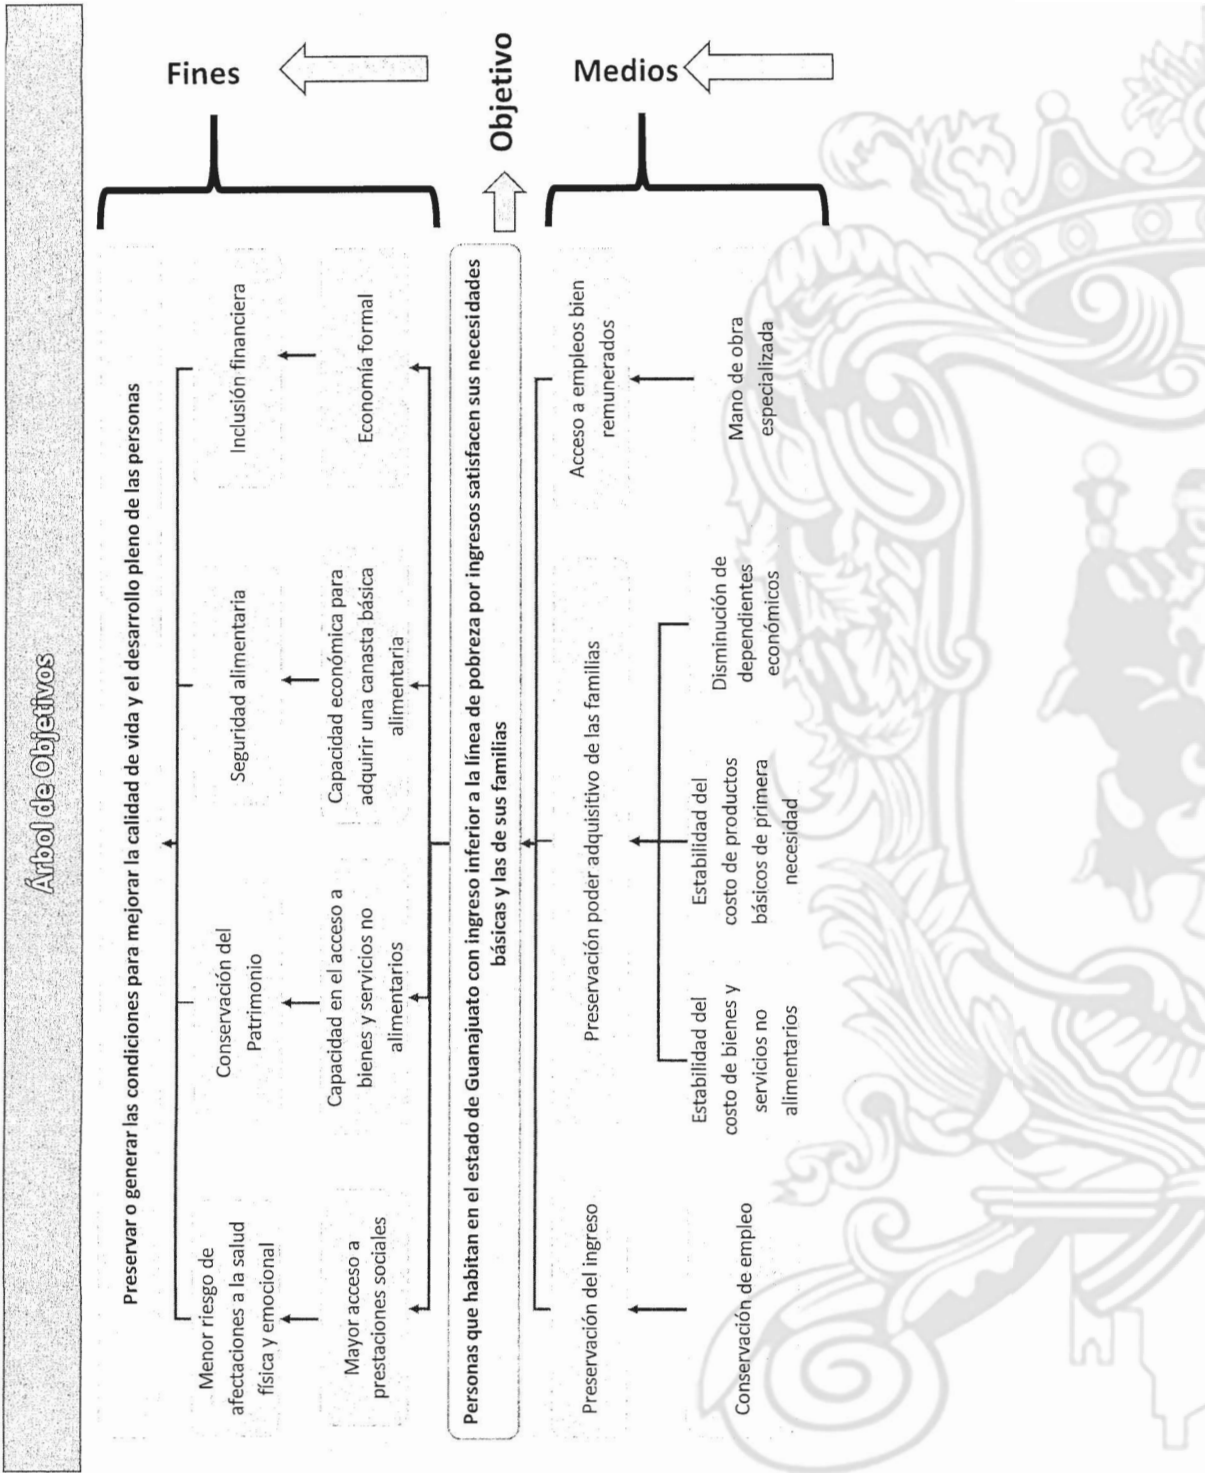 Árbol de Objetivos
Preservar o generar las condiciones para mejorar la calidad de vida y el desarrollo pleno de las personas
Fines
Menor riesgo de
afectaciones a la salud
física y emocional
Conservación del
Patrimonio
Seguridad alimentaria
Inclusión financiera
Mayor acceso a
prestaciones sociales
Capacidad en el acceso a
bienes y servicios no
alimentarios
Capacidad económica para
adquirir una canasta básica
alimentaria
Economía formal
Personas que habitan en el estado de Guanajuato con ingreso inferior a la línea de pobreza por ingresos satisfacen sus necesidades
básicas y las de sus familias
Objetivo
Preservación del ingreso
Preservación poder adquisitivo de las familias
Acceso a empleos bien
remunerados
Medios
Conservación de empleo
Estabilidad del
costo de bienes y
servicios no
alimentarios
Estabilidad del
costo de productos
básicos de primera
necesidad
Disminución de
dependientes
económicos
Mano de obra
especializada